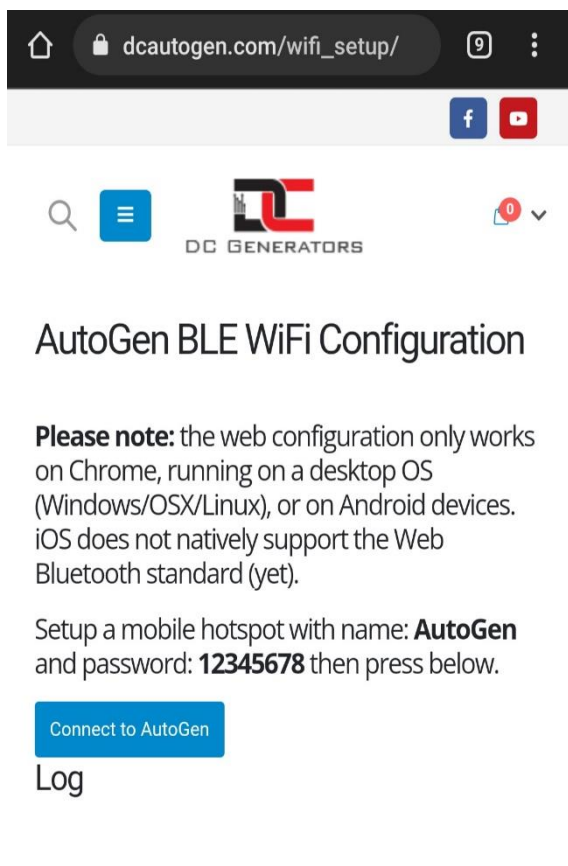 dcautogen.com/wifi_setup/
9
f
0
DC
DC GENERATORS
AutoGen BLE WiFi Configuration
Please note: the web configuration only works
on Chrome, running on a desktop OS
(Windows/OSX/Linux), or on Android devices.
iOS does not natively support the Web
Bluetooth standard (yet).
Setup a mobile hotspot with name: AutoGen
and password: 12345678 then press below.
Connect to AutoGen
Log